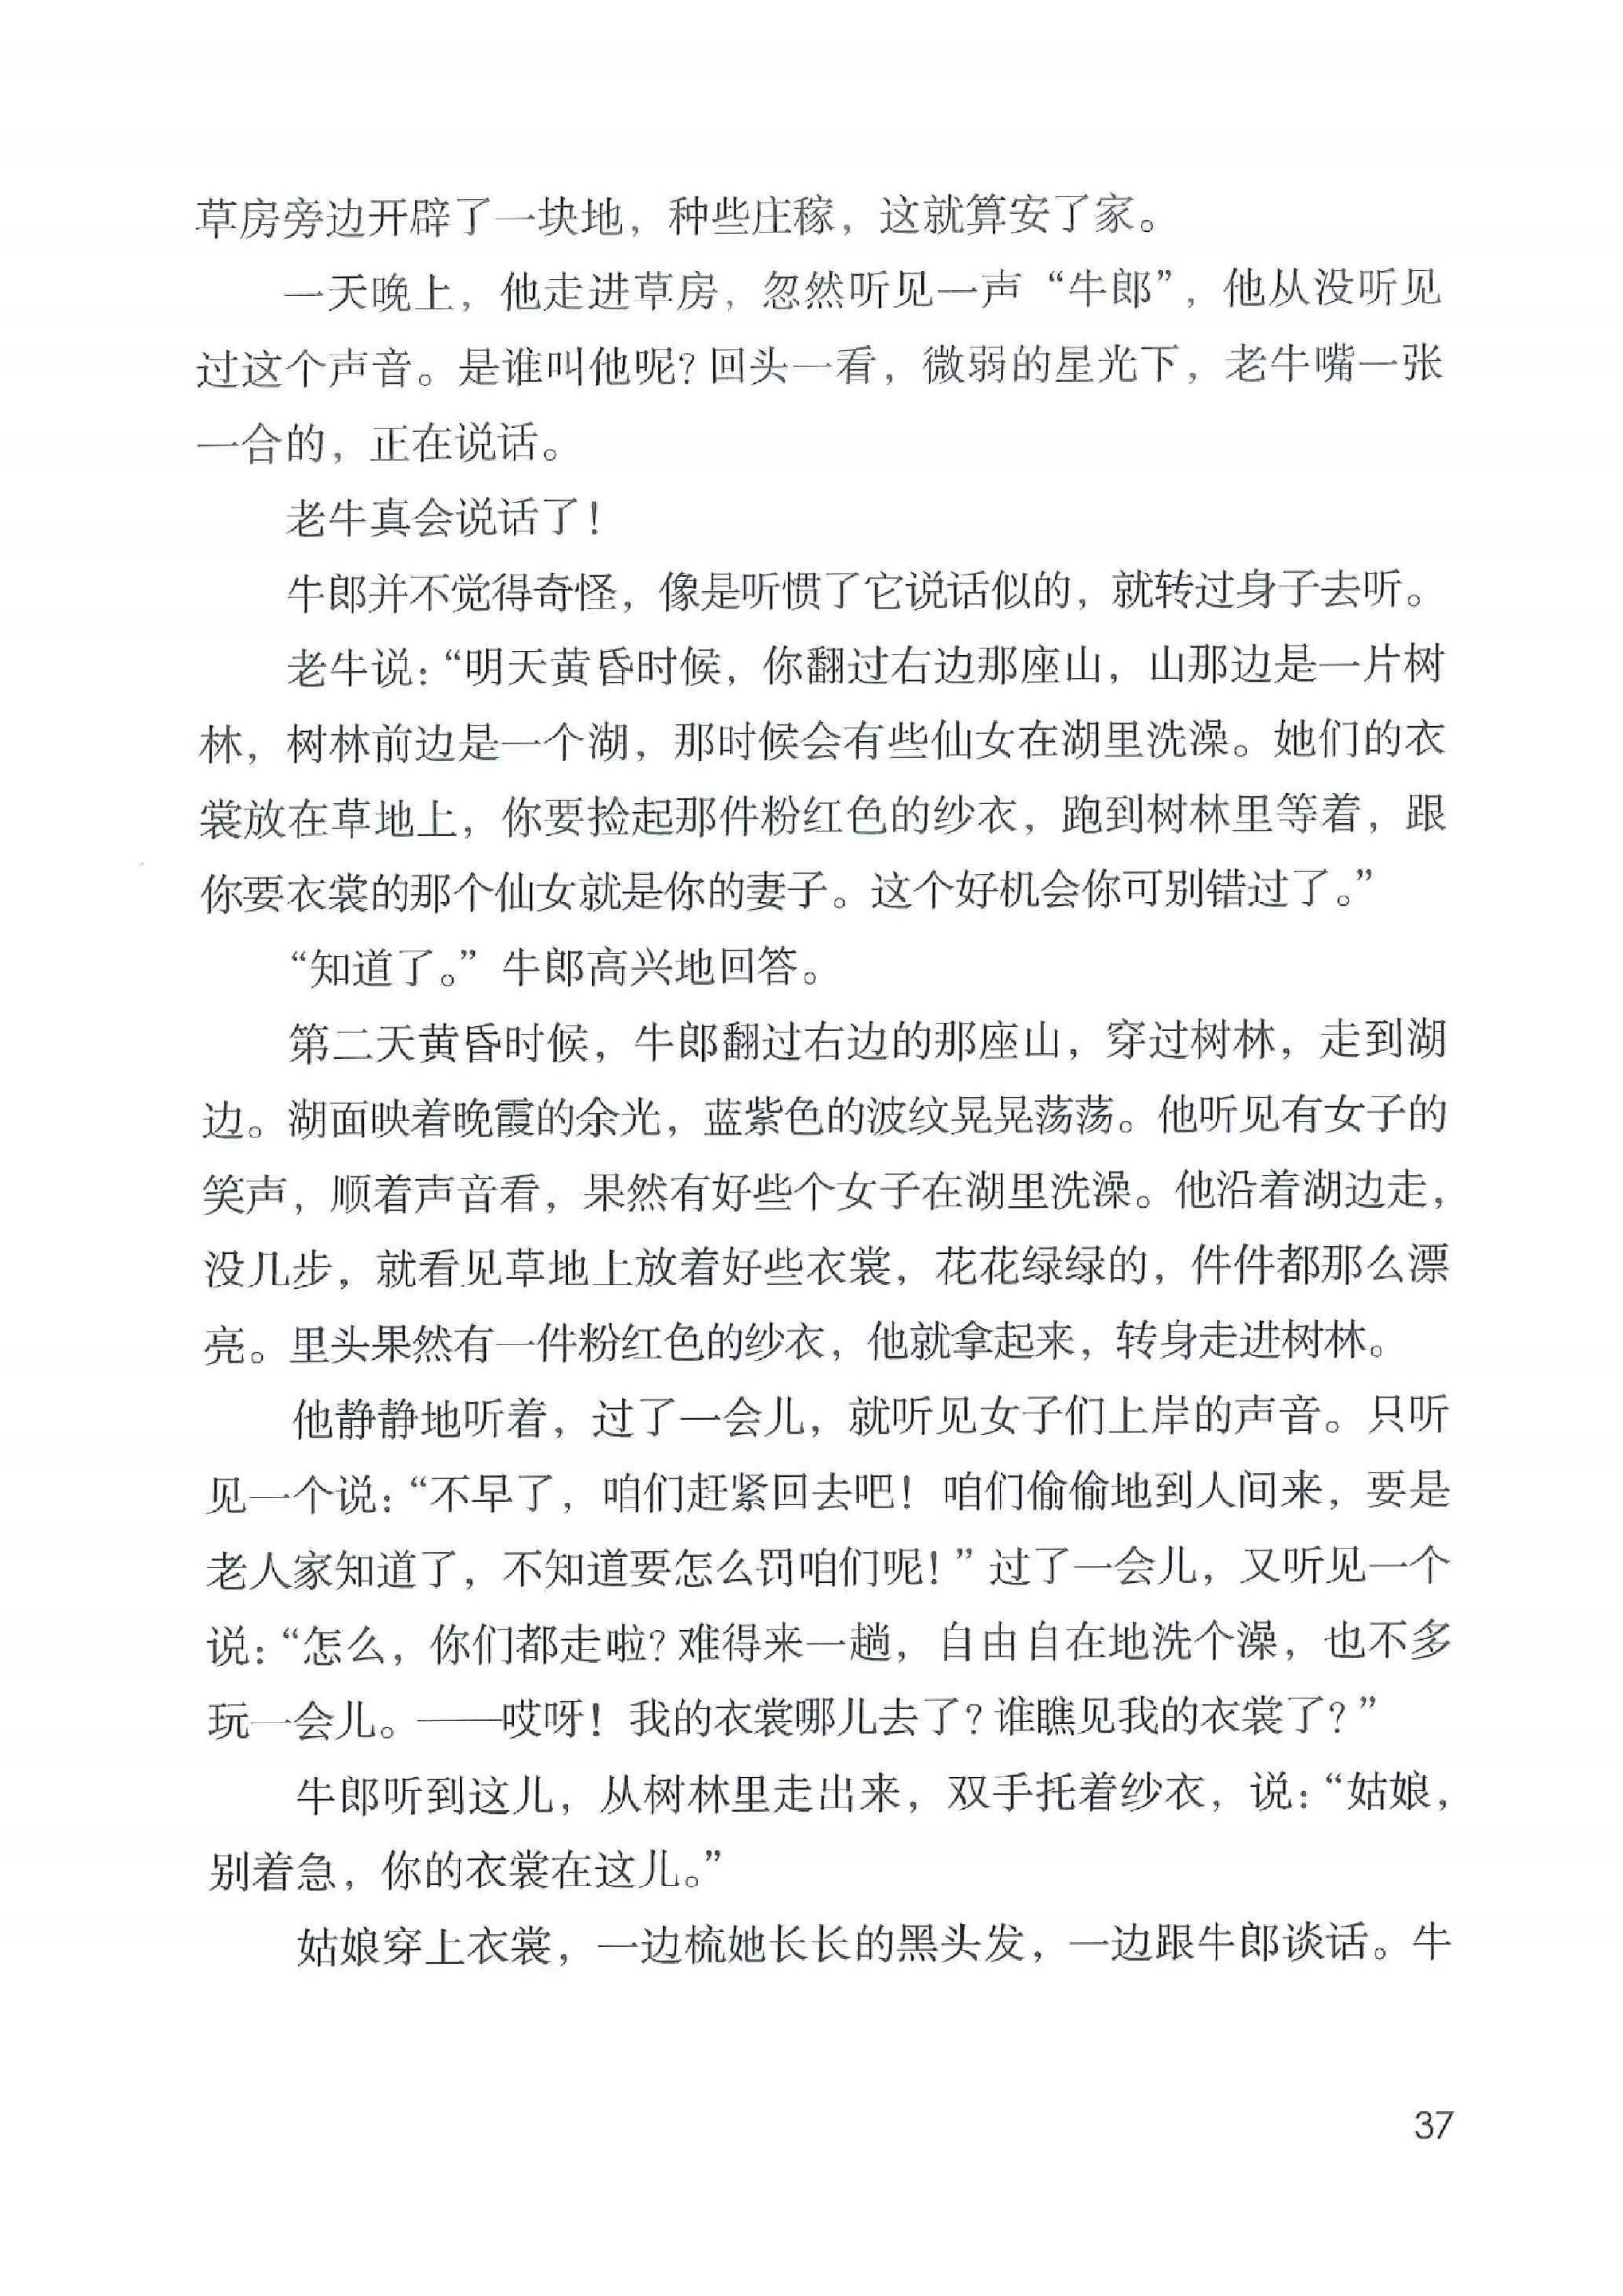 草房旁边开辟了一块地，种些庄稼，这就算安了家。
一天晚上，他走进草房，忽然听见一声“牛郎”，他从没听见
过这个声音。是谁叫他呢？回头一看，微弱的星光下，老牛嘴一张
一合的，正在说话。
老牛真会说话了！
牛郎并不觉得奇怪，像是听惯了它说话似的，就转过身子去听。
老牛说：“明天黄昏时候，你翻过右边那座山，山那边是一片树
林，树林前边是一个湖，那时候会有些仙女在湖里洗澡。她们的衣
裳放在草地上，你要捡起那件粉红色的纱衣，跑到树林里等着，跟
你要衣裳的那个仙女就是你的妻子。这个好机会你可别错过了。”
“知道了。”牛郎高兴地回答。
第二天黄昏时候，牛郎翻过右边的那座山，穿过树林，走到湖
边。湖面映着晚霞的余光，蓝紫色的波纹晃晃荡荡。他听见有女子的
笑声，顺着声音看，果然有好些个女子在湖里洗澡。他沿着湖边走，
没几步，就看见草地上放着好些衣裳，花花绿绿的，件件都那么漂
亮。里头果然有一件粉红色的纱衣，他就拿起来，转身走进树林。
他静静地听着，过了一会儿，就听见女子们上岸的声音。只听
见一个说：“不早了，咱们赶紧回去吧！咱们偷偷地到人间来，要是
老人家知道了，不知道要怎么罚咱们呢！”过了一会儿，又听见一个
说：“怎么，你们都走啦？难得来一趟，自由自在地洗个澡，也不多
玩一会儿。——哎呀！我的衣裳哪儿去了？谁瞧见我的衣裳了？”
牛郎听到这儿，从树林里走出来，双手托着纱衣，说：“姑娘，
别着急，你的衣裳在这儿。”
姑娘穿上衣裳，一边梳她长长的黑头发，一边跟牛郎谈话。牛
37